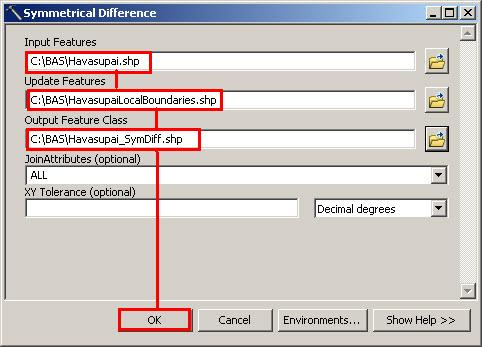 Symmetrical Difference
Input Features
C:\BAS\Havasupai.shp
Update Features
C:\BAS\HavasupaiLocalBoundaries.shp
Output Feature Class
C:\BAS\Havasupai_SymDiff.shp
JoinAttributes (optional)
ALL
XY Tolerance (optional)
Decimal degrees
OK Cancel Environments... Show Help >>